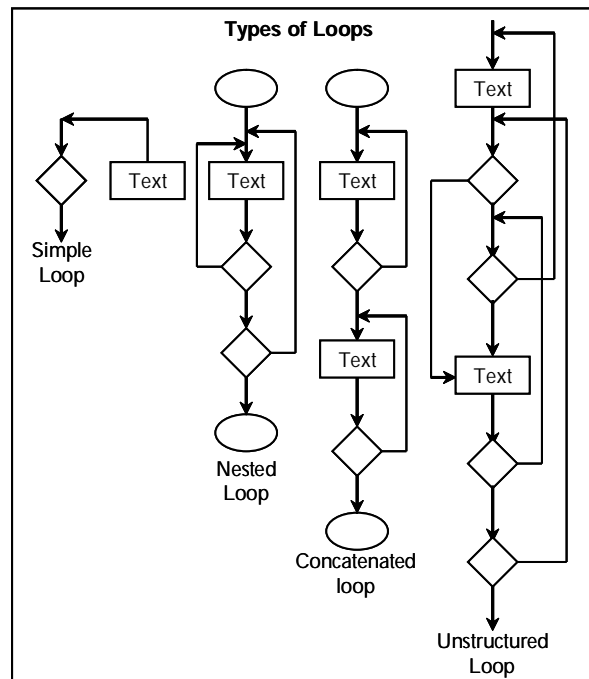 Types of Loops
Text
Simple
Loop
Text
Nested
Loop
Text
Text
Concatenated
loop
Text
Text
Unstructured
Loop